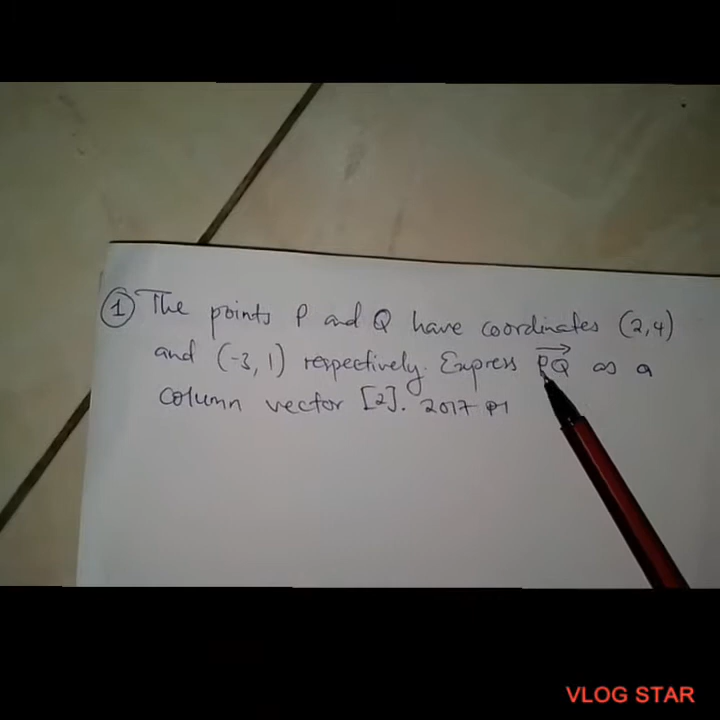 ① The points P and Q have coordinates (2,4)
and (-3,1) respectively. Express PQ as a
column vector [2]. 2017 P1
VLOG STAR